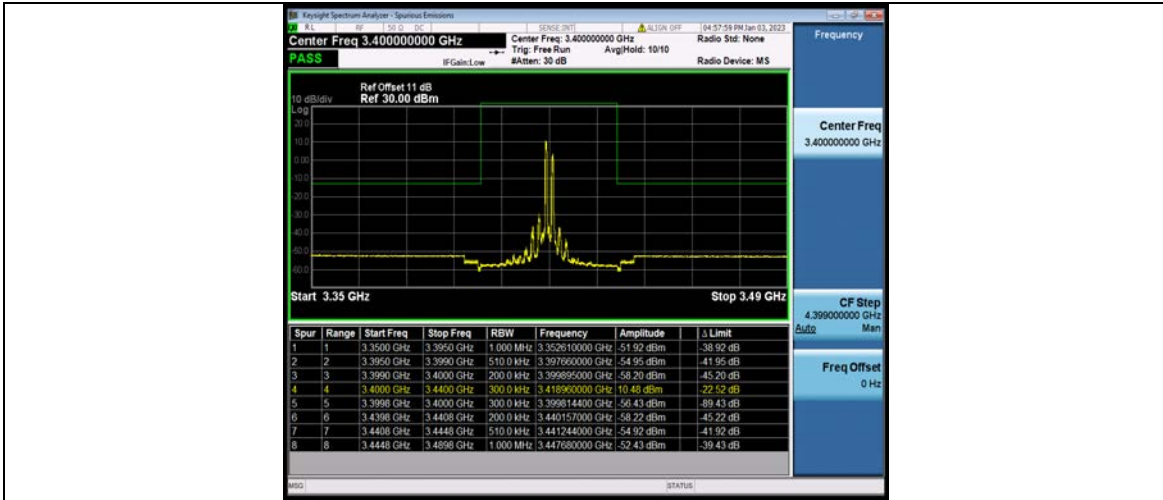 Keysight Spectrum Analyzer - Spurious Emissions
RL RF 50 Ω DC SENSE:INT ALIGN OFF 04:57:59 PM Jan 03, 2023
Center Freq 3.400000000 GHz
Center Freq: 3.400000000 GHz
Radio Std: None
Frequency
Trig: Free Run Avg|Hold: 10/10
PASS IFGain:Low #Atten: 30 dB Radio Device: MS
Ref Offset 11 dB
10 dB/div Ref 30.00 dBm
Log
20.0
10.0
0.00
-10.0
-20.0
-30.0
-40.0
-50.0
-60.0
Start 3.35 GHz Stop 3.49 GHz
Center Freq
3.400000000 GHz
CF Step
4.399000000 GHz
Auto Man
Freq Offset
0 Hz
Spur Range Start Freq Stop Freq RBW Frequency Amplitude Δ Limit
1 1 3.3500 GHz 3.3950 GHz 1.000 MHz 3.352610000 GHz -51.92 dBm -38.92 dB
2 2 3.3950 GHz 3.3990 GHz 510.0 kHz 3.397660000 GHz -54.95 dBm -41.95 dB
3 3 3.3990 GHz 3.4000 GHz 200.0 kHz 3.399895000 GHz -58.20 dBm -45.20 dB
4 4 3.4000 GHz 3.4400 GHz 300.0 kHz 3.418960000 GHz 10.48 dBm -22.52 dB
5 5 3.3998 GHz 3.4000 GHz 300.0 kHz 3.399814400 GHz -56.43 dBm -89.43 dB
6 6 3.4398 GHz 3.4408 GHz 200.0 kHz 3.440157000 GHz -58.22 dBm -45.22 dB
7 7 3.4408 GHz 3.4448 GHz 510.0 kHz 3.441244000 GHz -54.92 dBm -41.92 dB
8 8 3.4448 GHz 3.4898 GHz 1.000 MHz 3.447680000 GHz -52.43 dBm -39.43 dB
MSG STATUS